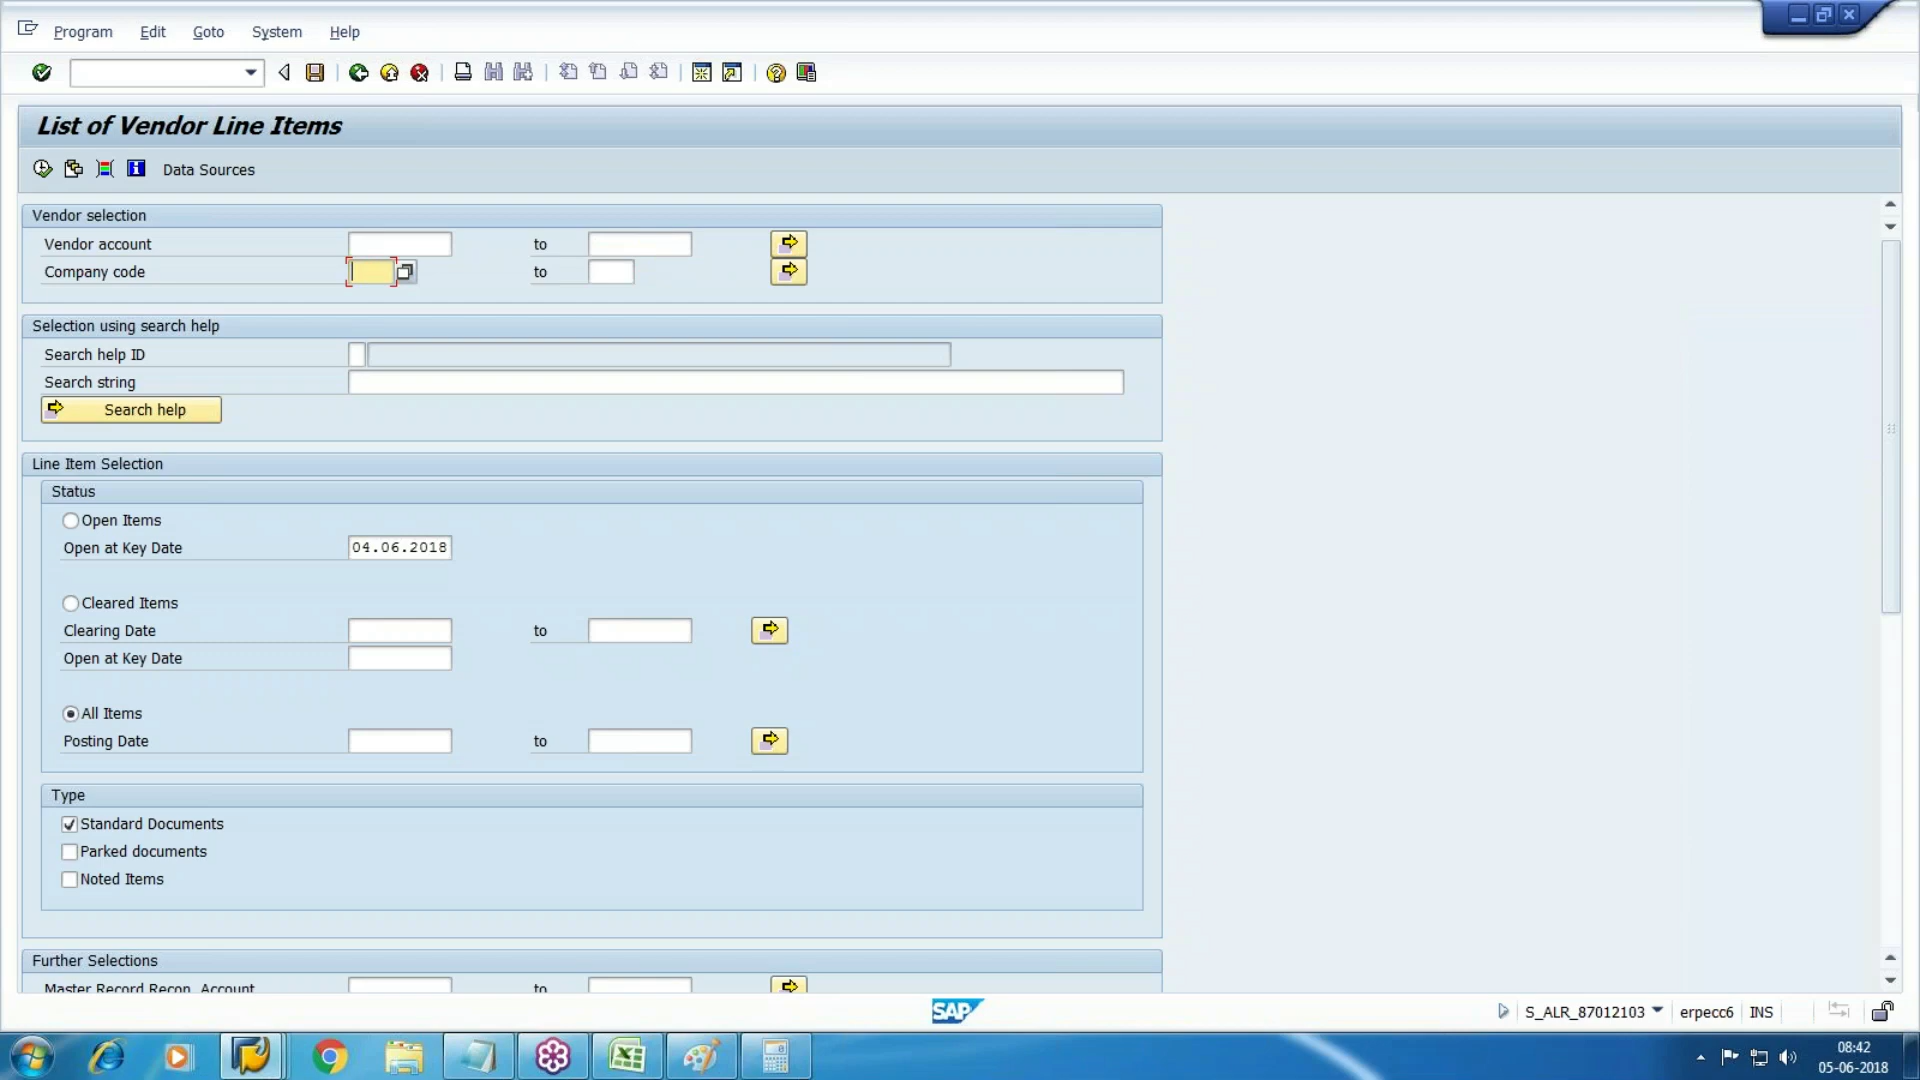 Program Edit Goto System Help
List of Vendor Line Items
Data Sources
Vendor selection
Vendor account to
Company code to
Selection using search help
Search help ID
Search string
Search help
Line Item Selection
Status
Open Items
Open at Key Date 04.06.2018
Cleared Items
Clearing Date to
Open at Key Date
All Items
Posting Date to
Type
Standard Documents
Parked documents
Noted Items
Further Selections
Master Record Recon. Account to
SAP
S_ALR_87012103 erpecc6 INS
08:42
05-06-2018